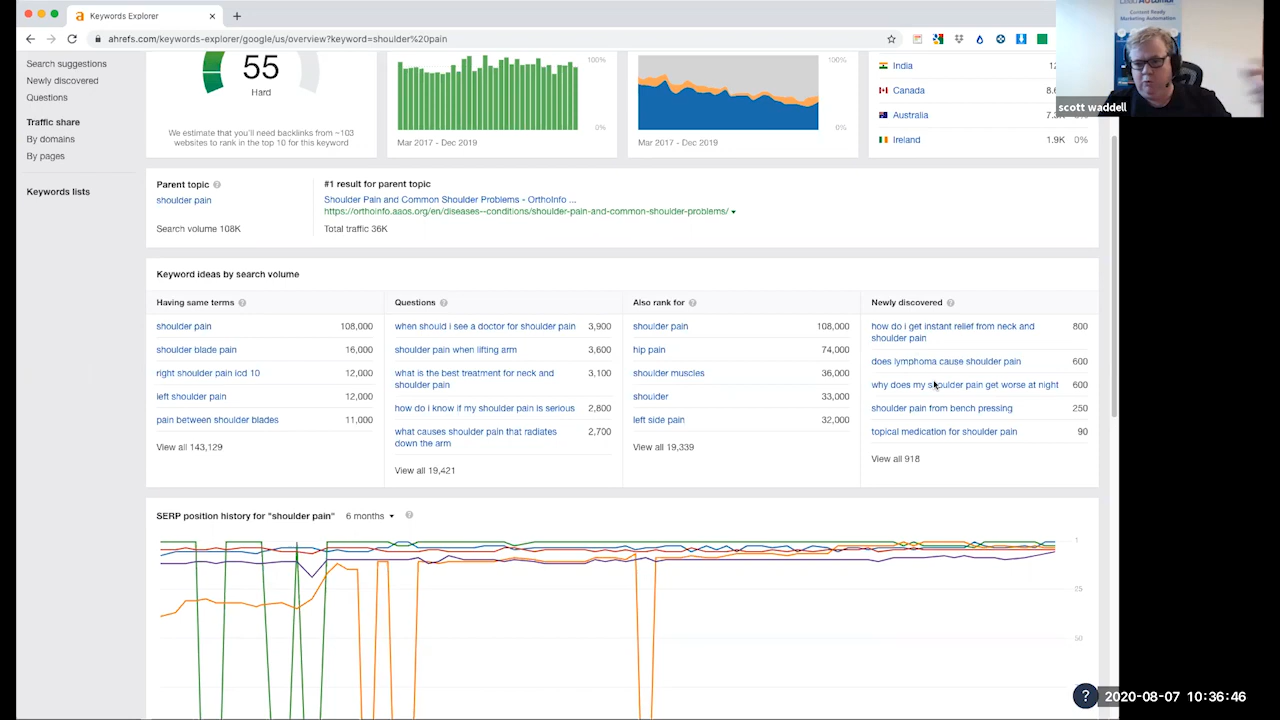 Keywords Explorer
ahrefs.com/keywords-explorer/google/us/overview?keyword=shoulder%20pain
Content Ready
Marketing Automation
scott waddell
Search suggestions
Newly discovered
Questions
Traffic share
By domains
By pages
Keywords lists
55
Hard
We estimate that you'll need backlinks from ~103
websites to rank in the top 10 for this keyword
100%
0%
Mar 2017 - Dec 2019
100%
0%
Mar 2017 - Dec 2019
India
Canada
Australia
Ireland 1.9K 0%
Parent topic
shoulder pain
Search volume 108K
#1 result for parent topic
Shoulder Pain and Common Shoulder Problems - OrthoInfo ...
https://orthoinfo.aaos.org/en/diseases--conditions/shoulder-pain-and-common-shoulder-problems/
Total traffic 36K
Keyword ideas by search volume
Having same terms
shoulder pain 108,000
shoulder blade pain 16,000
right shoulder pain icd 10 12,000
left shoulder pain 12,000
pain between shoulder blades 11,000
View all 143,129
Questions
when should i see a doctor for shoulder pain 3,900
shoulder pain when lifting arm 3,600
what is the best treatment for neck and 3,100
shoulder pain
how do i know if my shoulder pain is serious 2,800
what causes shoulder pain that radiates 2,700
down the arm
View all 19,421
Also rank for
shoulder pain 108,000
hip pain 74,000
shoulder muscles 36,000
shoulder 33,000
left side pain 32,000
View all 19,339
Newly discovered
how do i get instant relief from neck and 800
shoulder pain
does lymphoma cause shoulder pain 600
why does my shoulder pain get worse at night 600
shoulder pain from bench pressing 250
topical medication for shoulder pain 90
View all 918
SERP position history for "shoulder pain" 6 months
1
25
50
2020-08-07 10:36:46